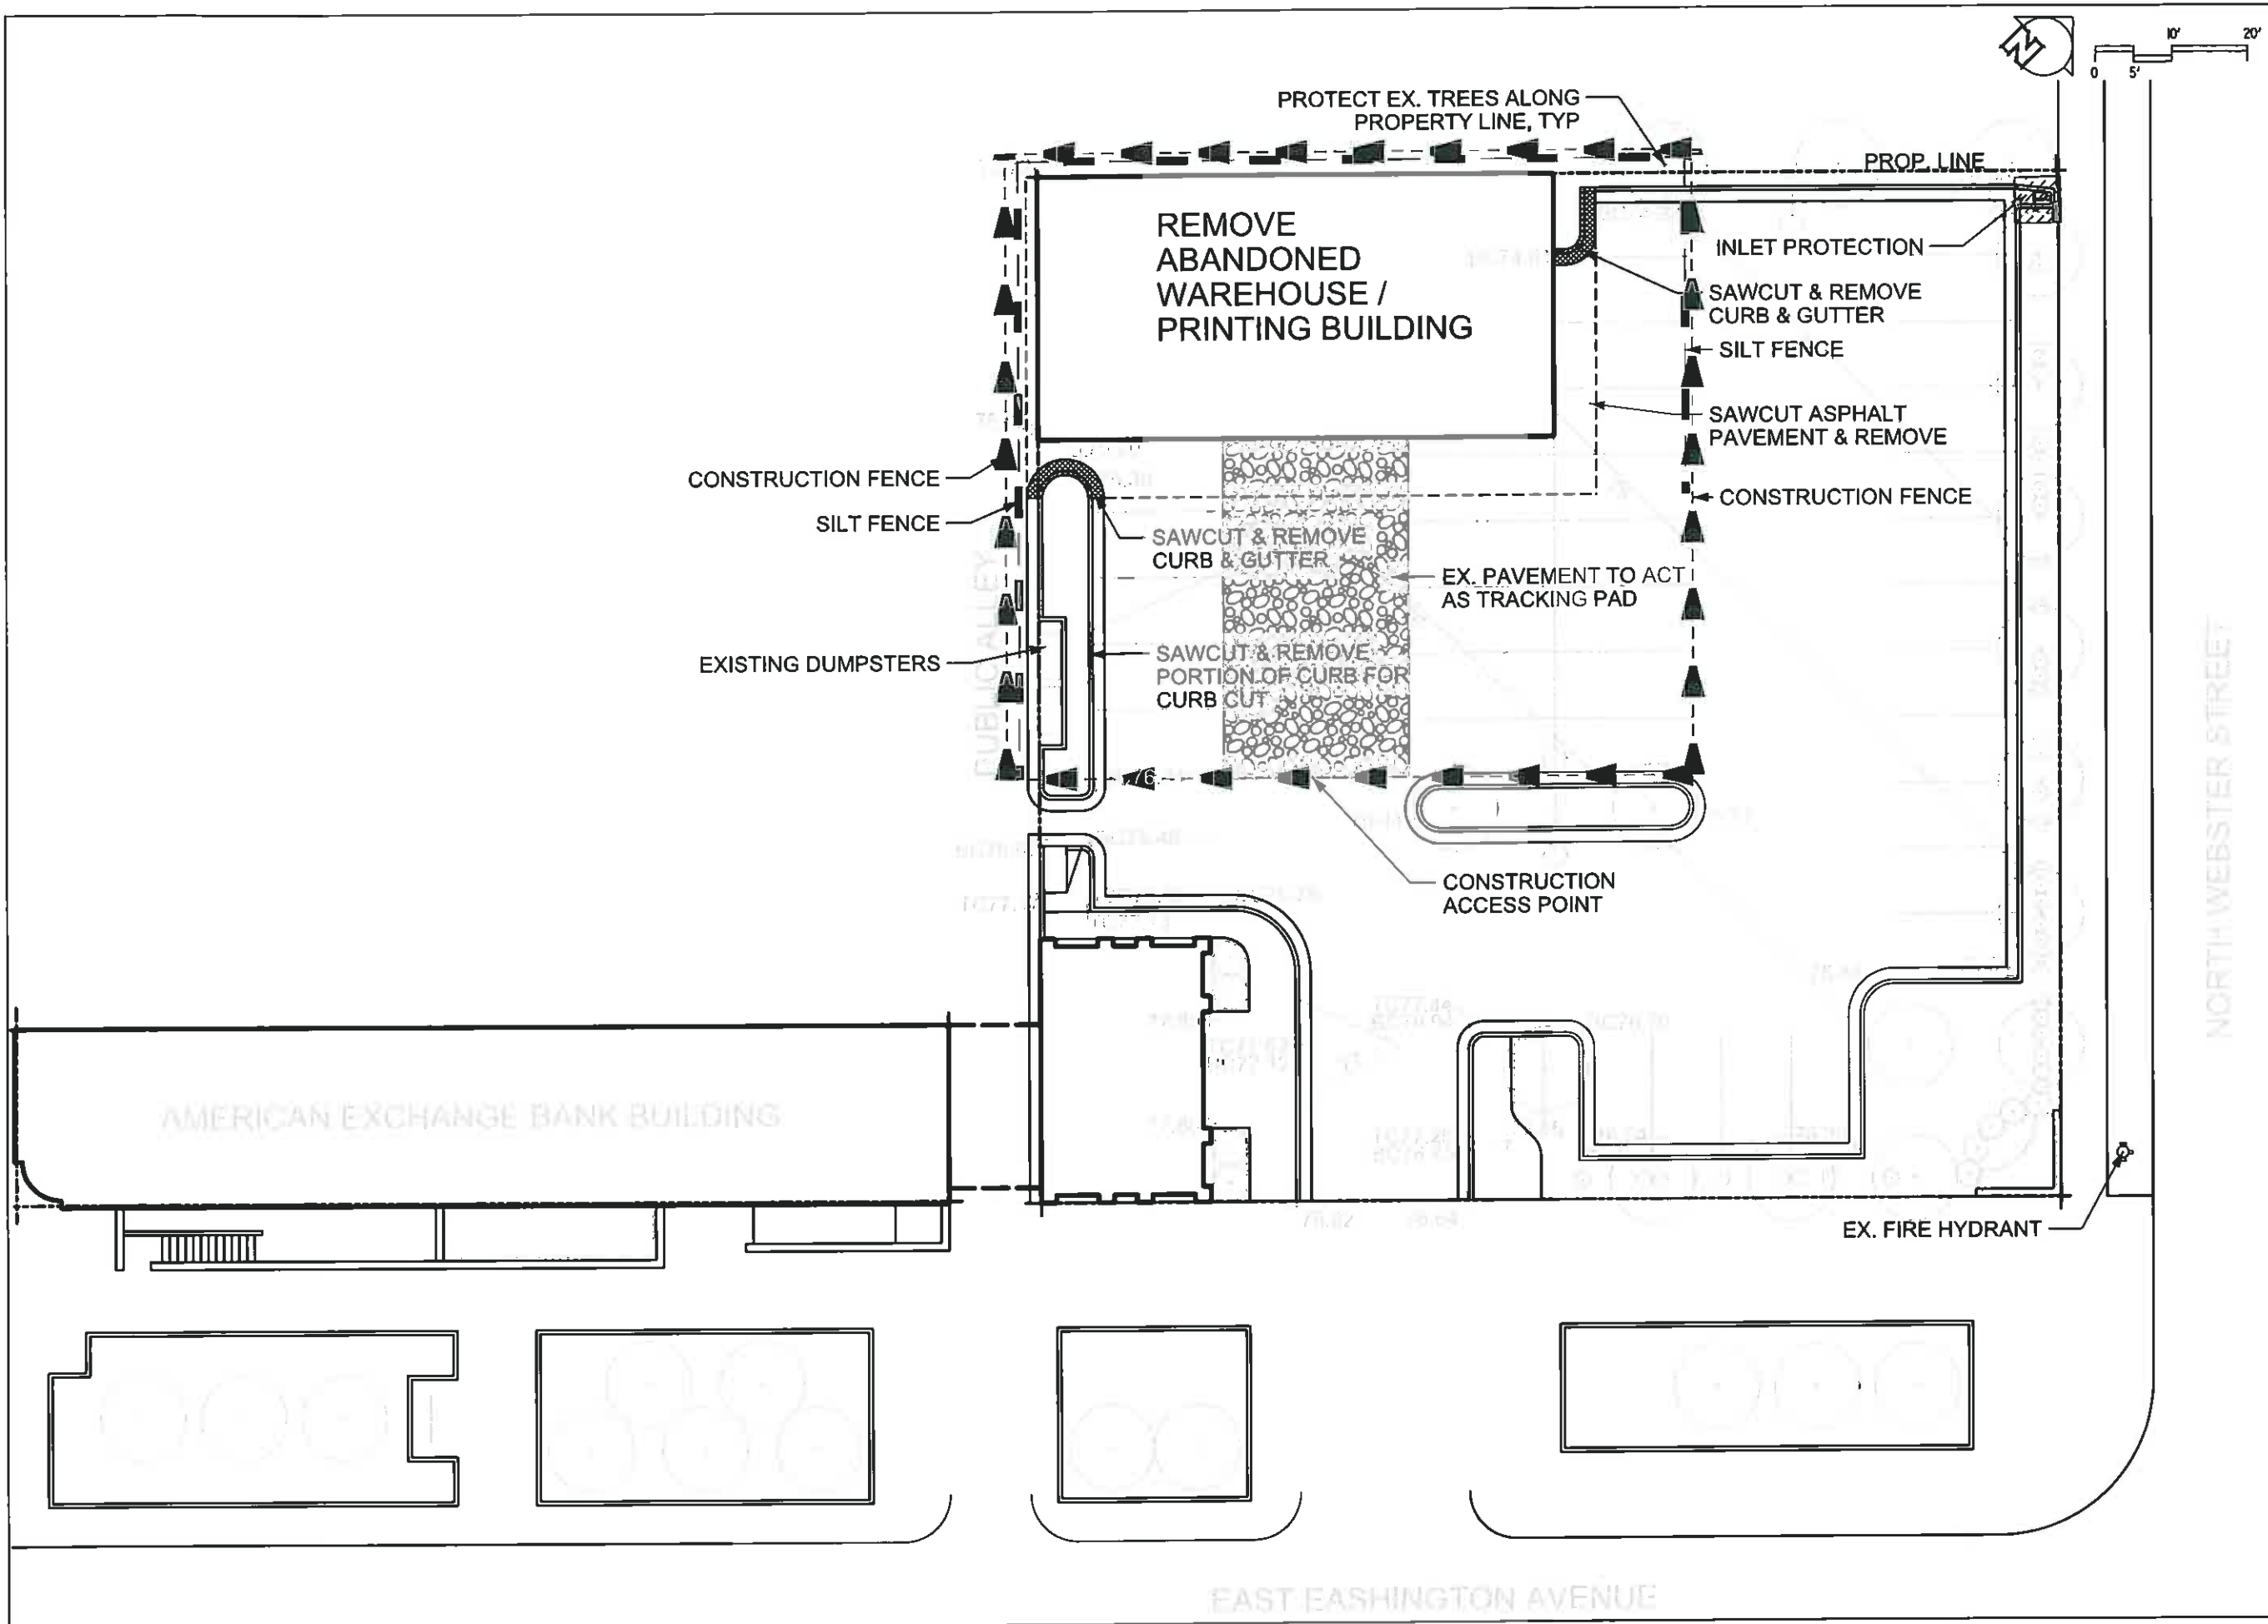 N
10'
20'
0
5'
PROTECT EX. TREES ALONG
PROPERTY LINE, TYP
PROP. LINE
REMOVE
ABANDONED
WAREHOUSE /
PRINTING BUILDING
INLET PROTECTION
SAWCUT & REMOVE
CURB & GUTTER
SILT FENCE
SAWCUT ASPHALT
PAVEMENT & REMOVE
CONSTRUCTION FENCE
CONSTRUCTION FENCE
SILT FENCE
SAWCUT & REMOVE
CURB & GUTTER
EX. PAVEMENT TO ACT
AS TRACKING PAD
EXISTING DUMPSTERS
SAWCUT & REMOVE
PORTION OF CURB FOR
CURB CUT
PUBLIC ALLEY
76
CONSTRUCTION
ACCESS POINT
NORTH WEBSTER STREET
AMERICAN EXCHANGE BANK BUILDING
EX. FIRE HYDRANT
EAST EASHINGTON AVENUE